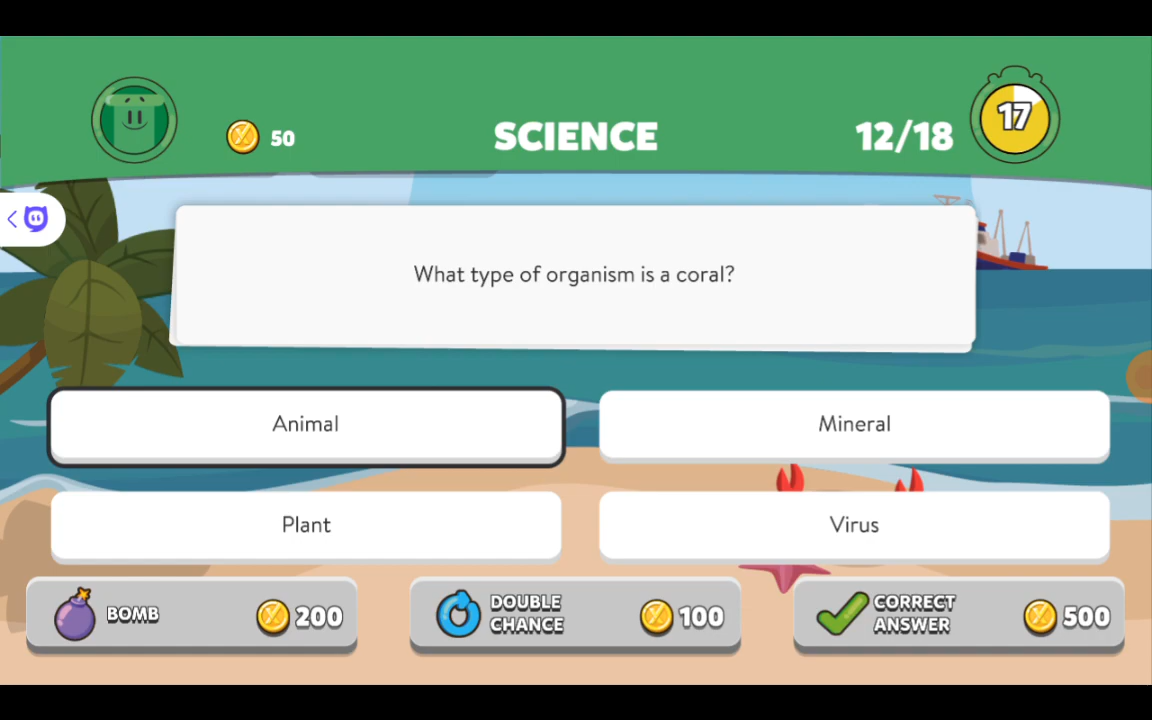 50
SCIENCE
12/18
17
What type of organism is a coral?
Animal
Mineral
Plant
Virus
BOMB
200
DOUBLE
CHANCE
100
CORRECT
ANSWER
500